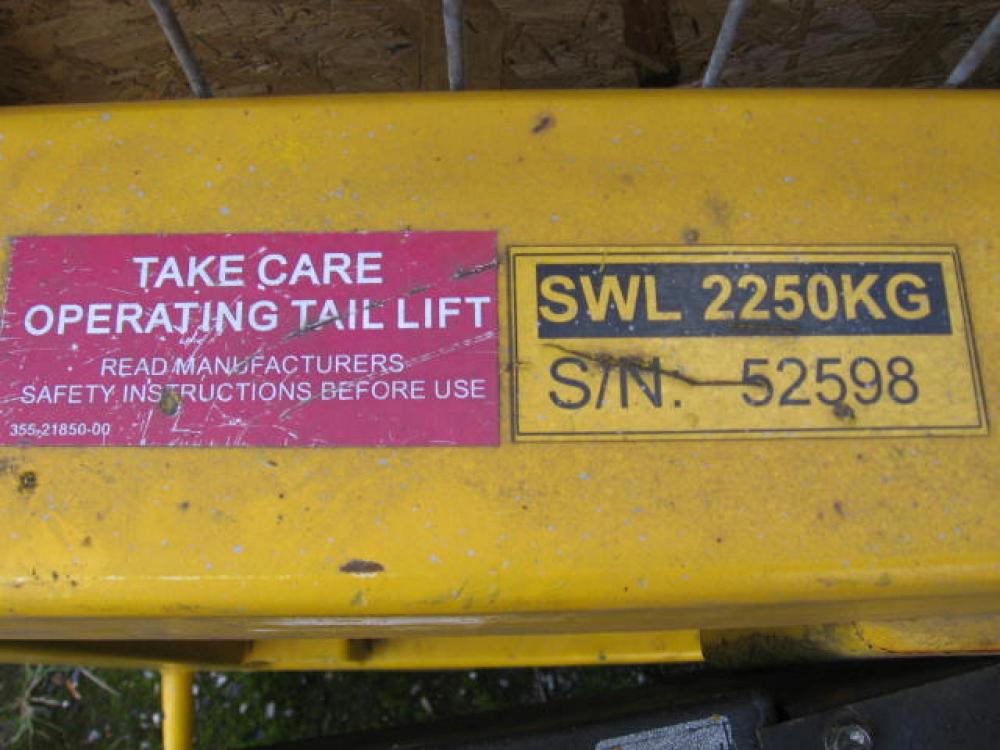 TAKE CARE
OPERATING TAIL LIFT
READ MANUFACTURERS
SAFETY INSTRUCTIONS BEFORE USE
355-21850-00
SWL 2250KG
S/N: 52598